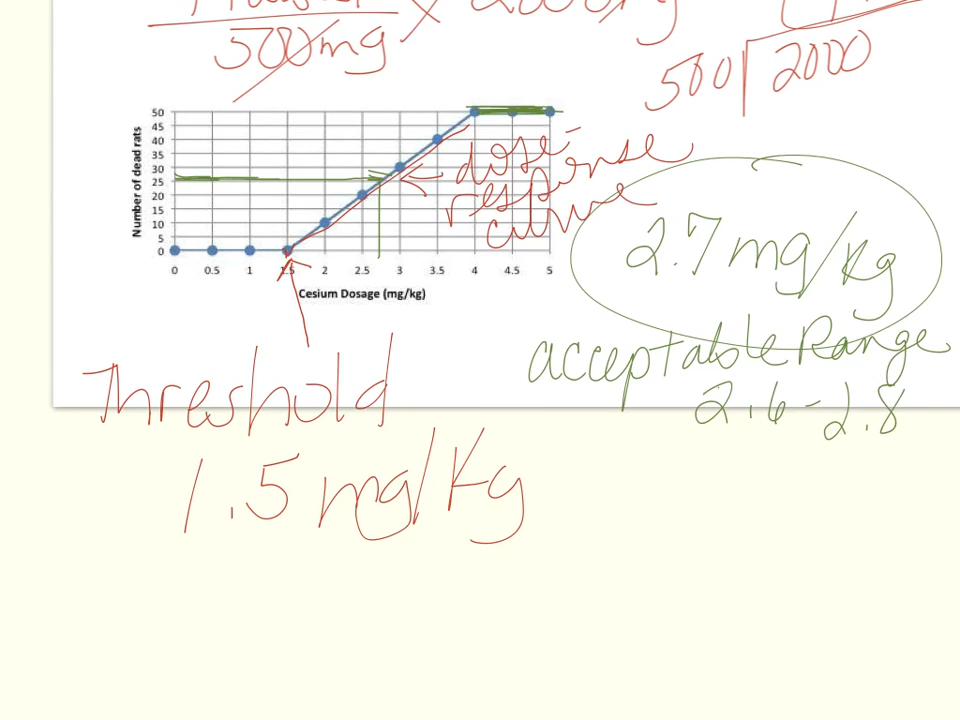 500mg
500 2000
50
45
40
35
30
25
20
15
10
5
0
Number of dead rats
0 0.5 1 1.5 2 2.5 3 3.5 4 4.5 5
Cesium Dosage (mg/kg)
dose-
response
curve
2.7 mg/kg
acceptable Range
2.6-2.8
Threshold
1.5 mg/kg